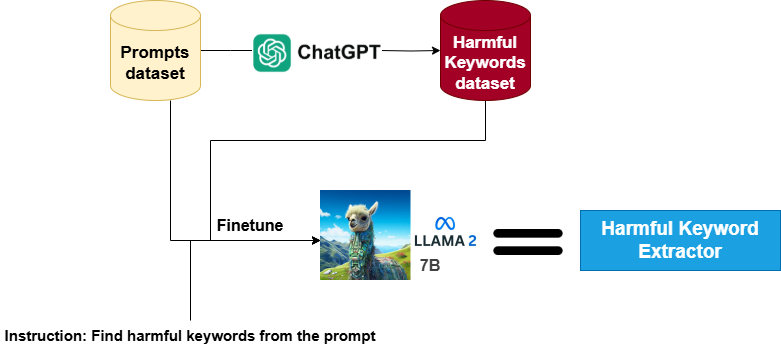 Prompts
dataset
ChatGPT
Harmful
Keywords
dataset
Finetune
LLAMA 2
7B
Harmful Keyword
Extractor
Instruction: Find harmful keywords from the prompt